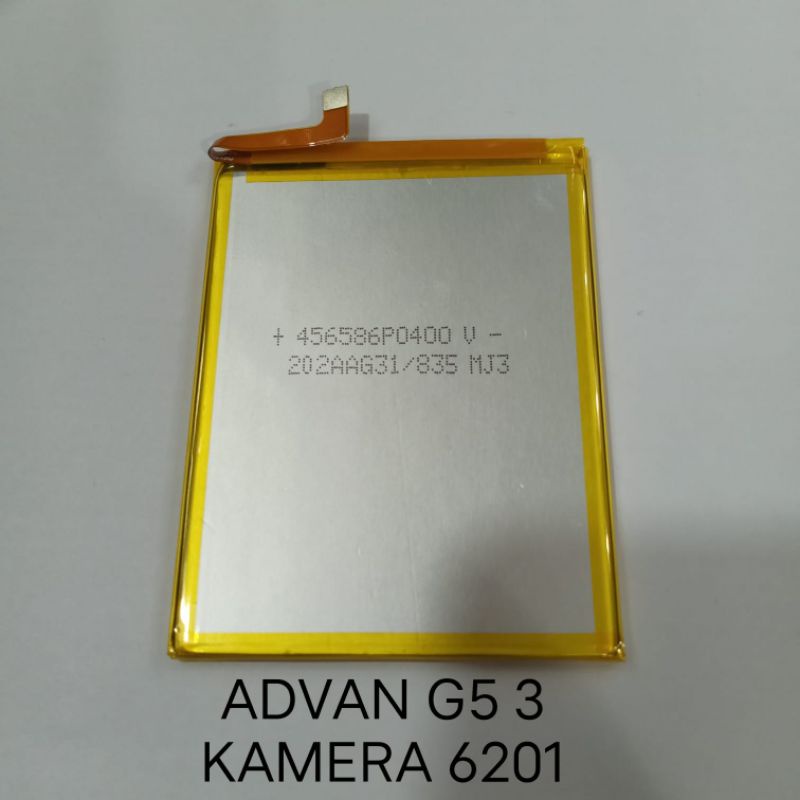 + 456586P0400 V -
202AAG31/835 MJ3
ADVAN G5 3
KAMERA 6201